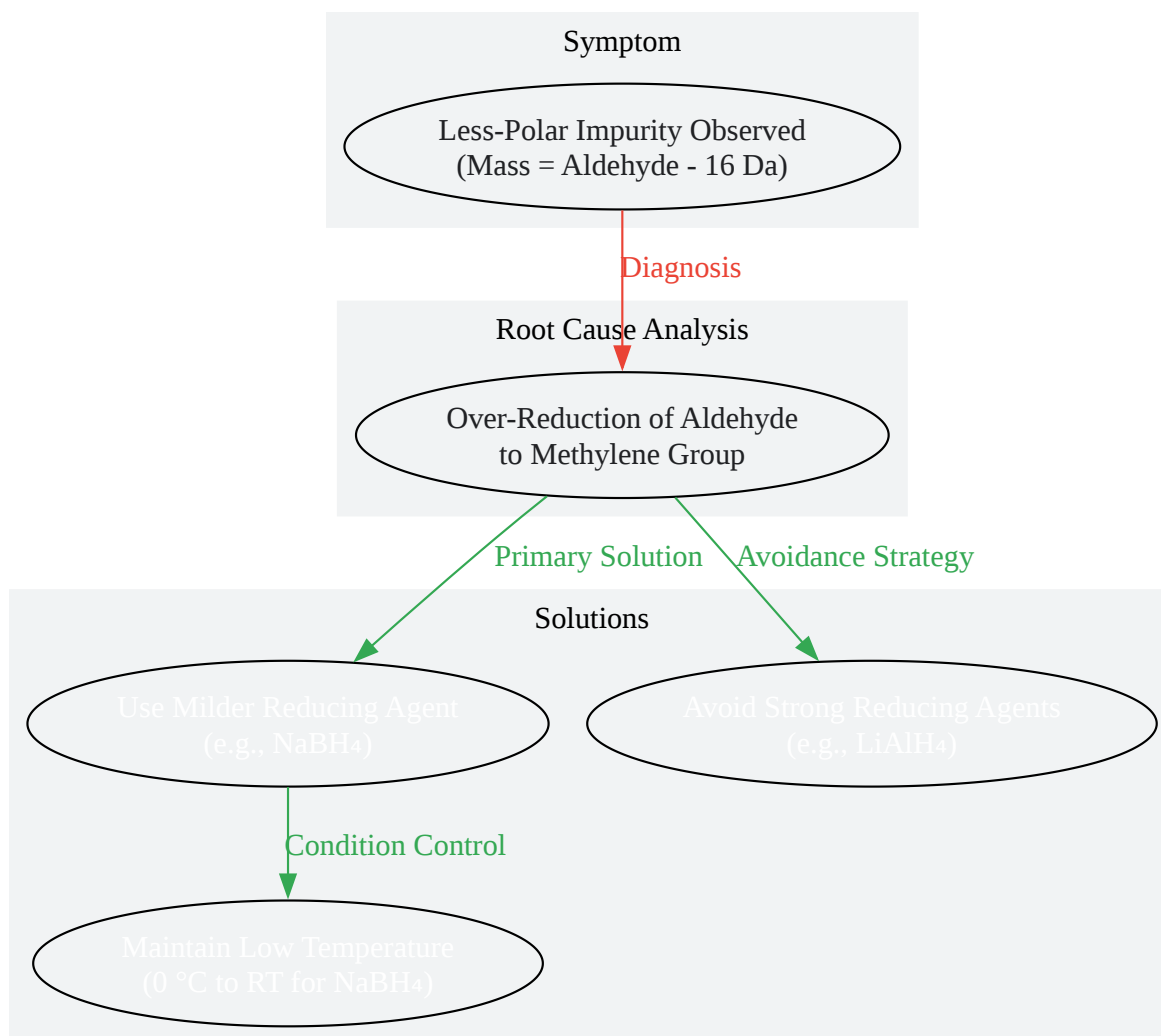 Symptom
Less-Polar Impurity Observed
(Mass = Aldehyde - 16 Da)
Diagnosis
Root Cause Analysis
Over-Reduction of Aldehyde
to Methylene Group
Primary Solution
Avoidance Strategy
Solutions
Use Milder Reducing Agent
(e.g., NaBH₄)
Avoid Strong Reducing Agents
(e.g., LiAlH₄)
Condition Control
Maintain Low Temperature
(0 °C to RT for NaBH₄)